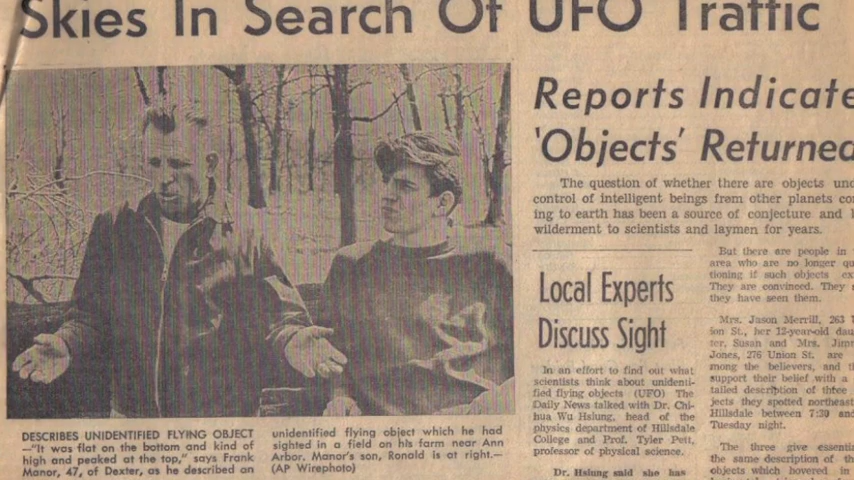 Skies In Search Of UFO Traffic
DESCRIBES UNIDENTIFIED FLYING OBJECT
—"It was flat on the bottom and kind of
high and peaked at the top," says Frank
Manor, 47, of Dexter, as he described an
unidentified flying object which he had
sighted in a field on his farm near Ann
Arbor. Manor's son, Ronald is at right.—
(AP Wirephoto)
Reports Indicate
'Objects' Returned
The question of whether there are objects
control of intelligent beings from other planets
ing to earth has been a source of conjecture and
wilderment to scientists and laymen for years.
Local Experts
Discuss Sight
In an effort to find out what
scientists think about unidenti-
fied flying objects (UFO) The
Daily News talked with Dr. Chi-
hua Wu Hsiung, head of the
physics department of Hillsdale
College and Prof. Tyler Pett,
professor of physical science.
Dr. Hsiung said she has
But there are people in
area who are no longer
tioning if such objects
They are convinced. They
they have seen them.
Mrs. Jason Merrill, 263
ion St., her 12-year-old
ter, Susan and Mrs.
Jones, 276 Union St. are
mong the believers, and
support their belief with a
tailed description of three
jects they spotted northeast
Hillsdale between 7:30 and
Tuesday night.
The three give
the same description of
objects which hovered in